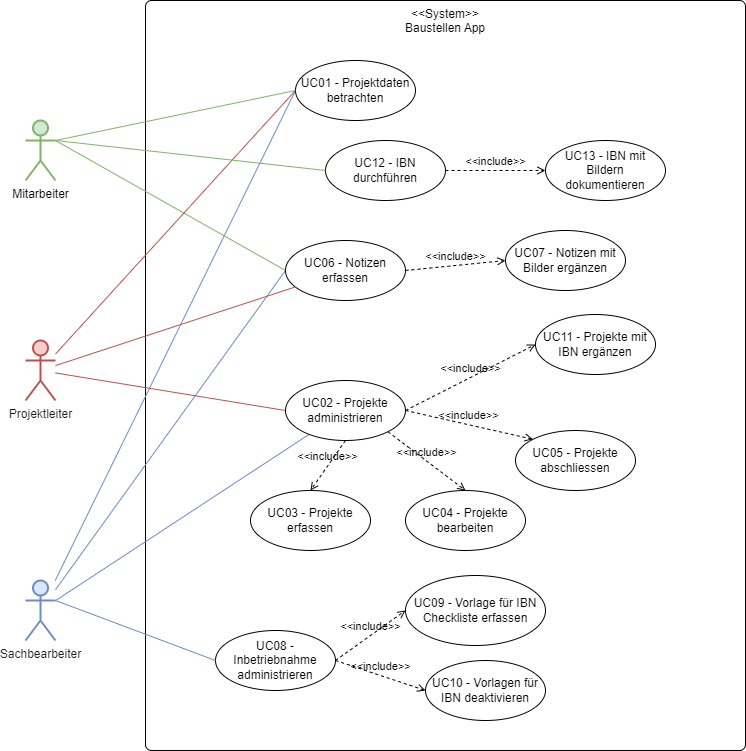 <<System>>
Baustellen App
UC01 - Projektdaten
betrachten
Mitarbeiter
UC12 - IBN
durchführen
<<include>>
UC13 - IBN mit
Bildern
dokumentieren
UC06 - Notizen
erfassen
<<include>>
UC07 - Notizen mit
Bilder ergänzen
Projektleiter
UC11 - Projekte mit
IBN ergänzen
<<include>>
UC02 - Projekte
administrieren
<<include>>
UC05 - Projekte
abschliessen
<<include>>
<<include>>
UC03 - Projekte
erfassen
UC04 - Projekte
bearbeiten
Sachbearbeiter
UC09 - Vorlage für IBN
Checkliste erfassen
<<include>>
UC08 -
Inbetriebnahme
administrieren
<<include>>
UC10 - Vorlagen für
IBN deaktivieren